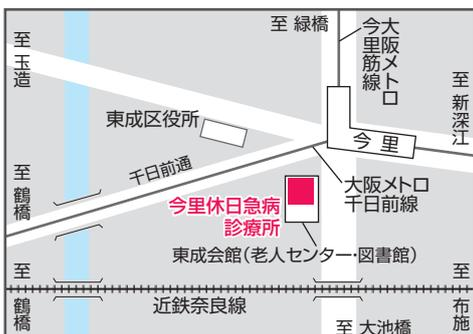 至 緑橋
大阪メトロ
今里筋線
至 玉造
至 新深江
東成区役所
今里
千日前通
至 鶴橋
大阪メトロ
千日前線
今里休日急病
診療所
東成会館(老人センター・図書館)
至 鶴橋
近鉄奈良線
至 布施
至 大池橋